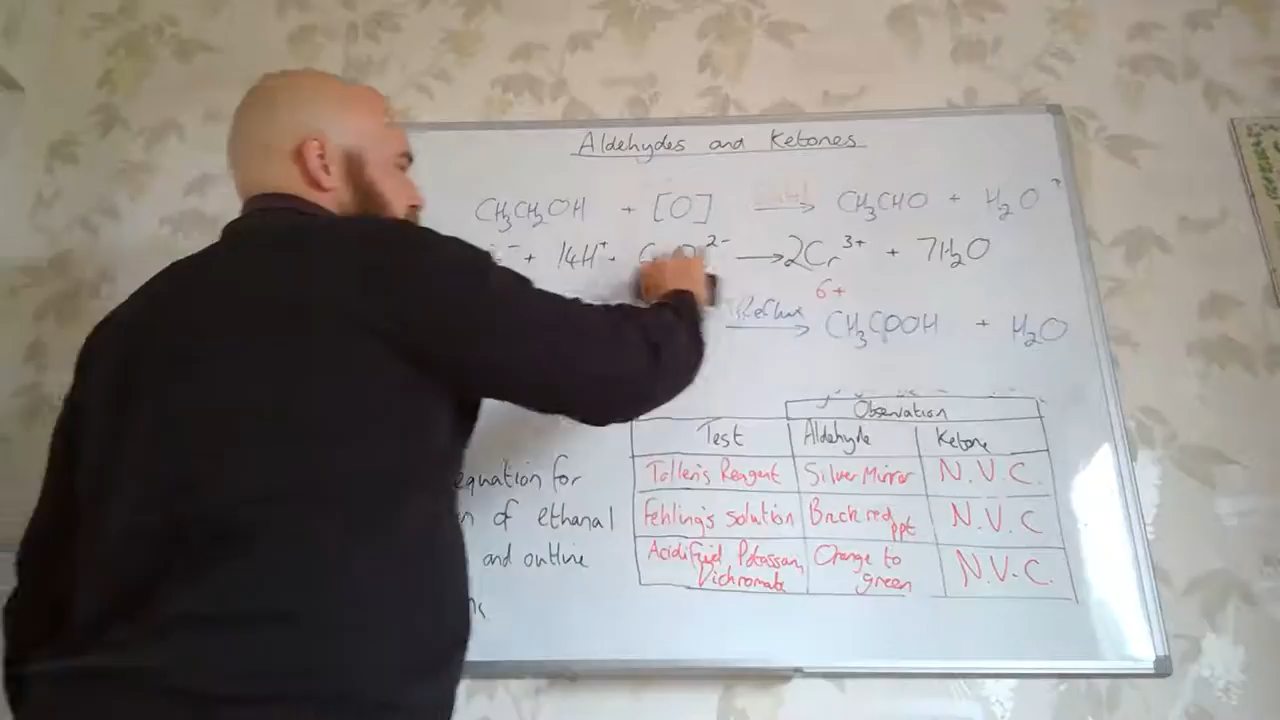 Aldehydes and Ketones
CH₃CH₂OH + [O] → CH₃CHO + H₂O
⁻ + 14H⁺ 2- → 2Cr³⁺ + 7H₂O
6+
Reflux → CH₃COOH + H₂O
Observation
Test Aldehyde Ketone
Tollen's Reagent Silver Mirror N.V.C.
equation for
Fehling's solution Brick red ppt N.V.C
of ethanal
Acidified Potassium Dichromate Orange to green N.V.C.
and outline